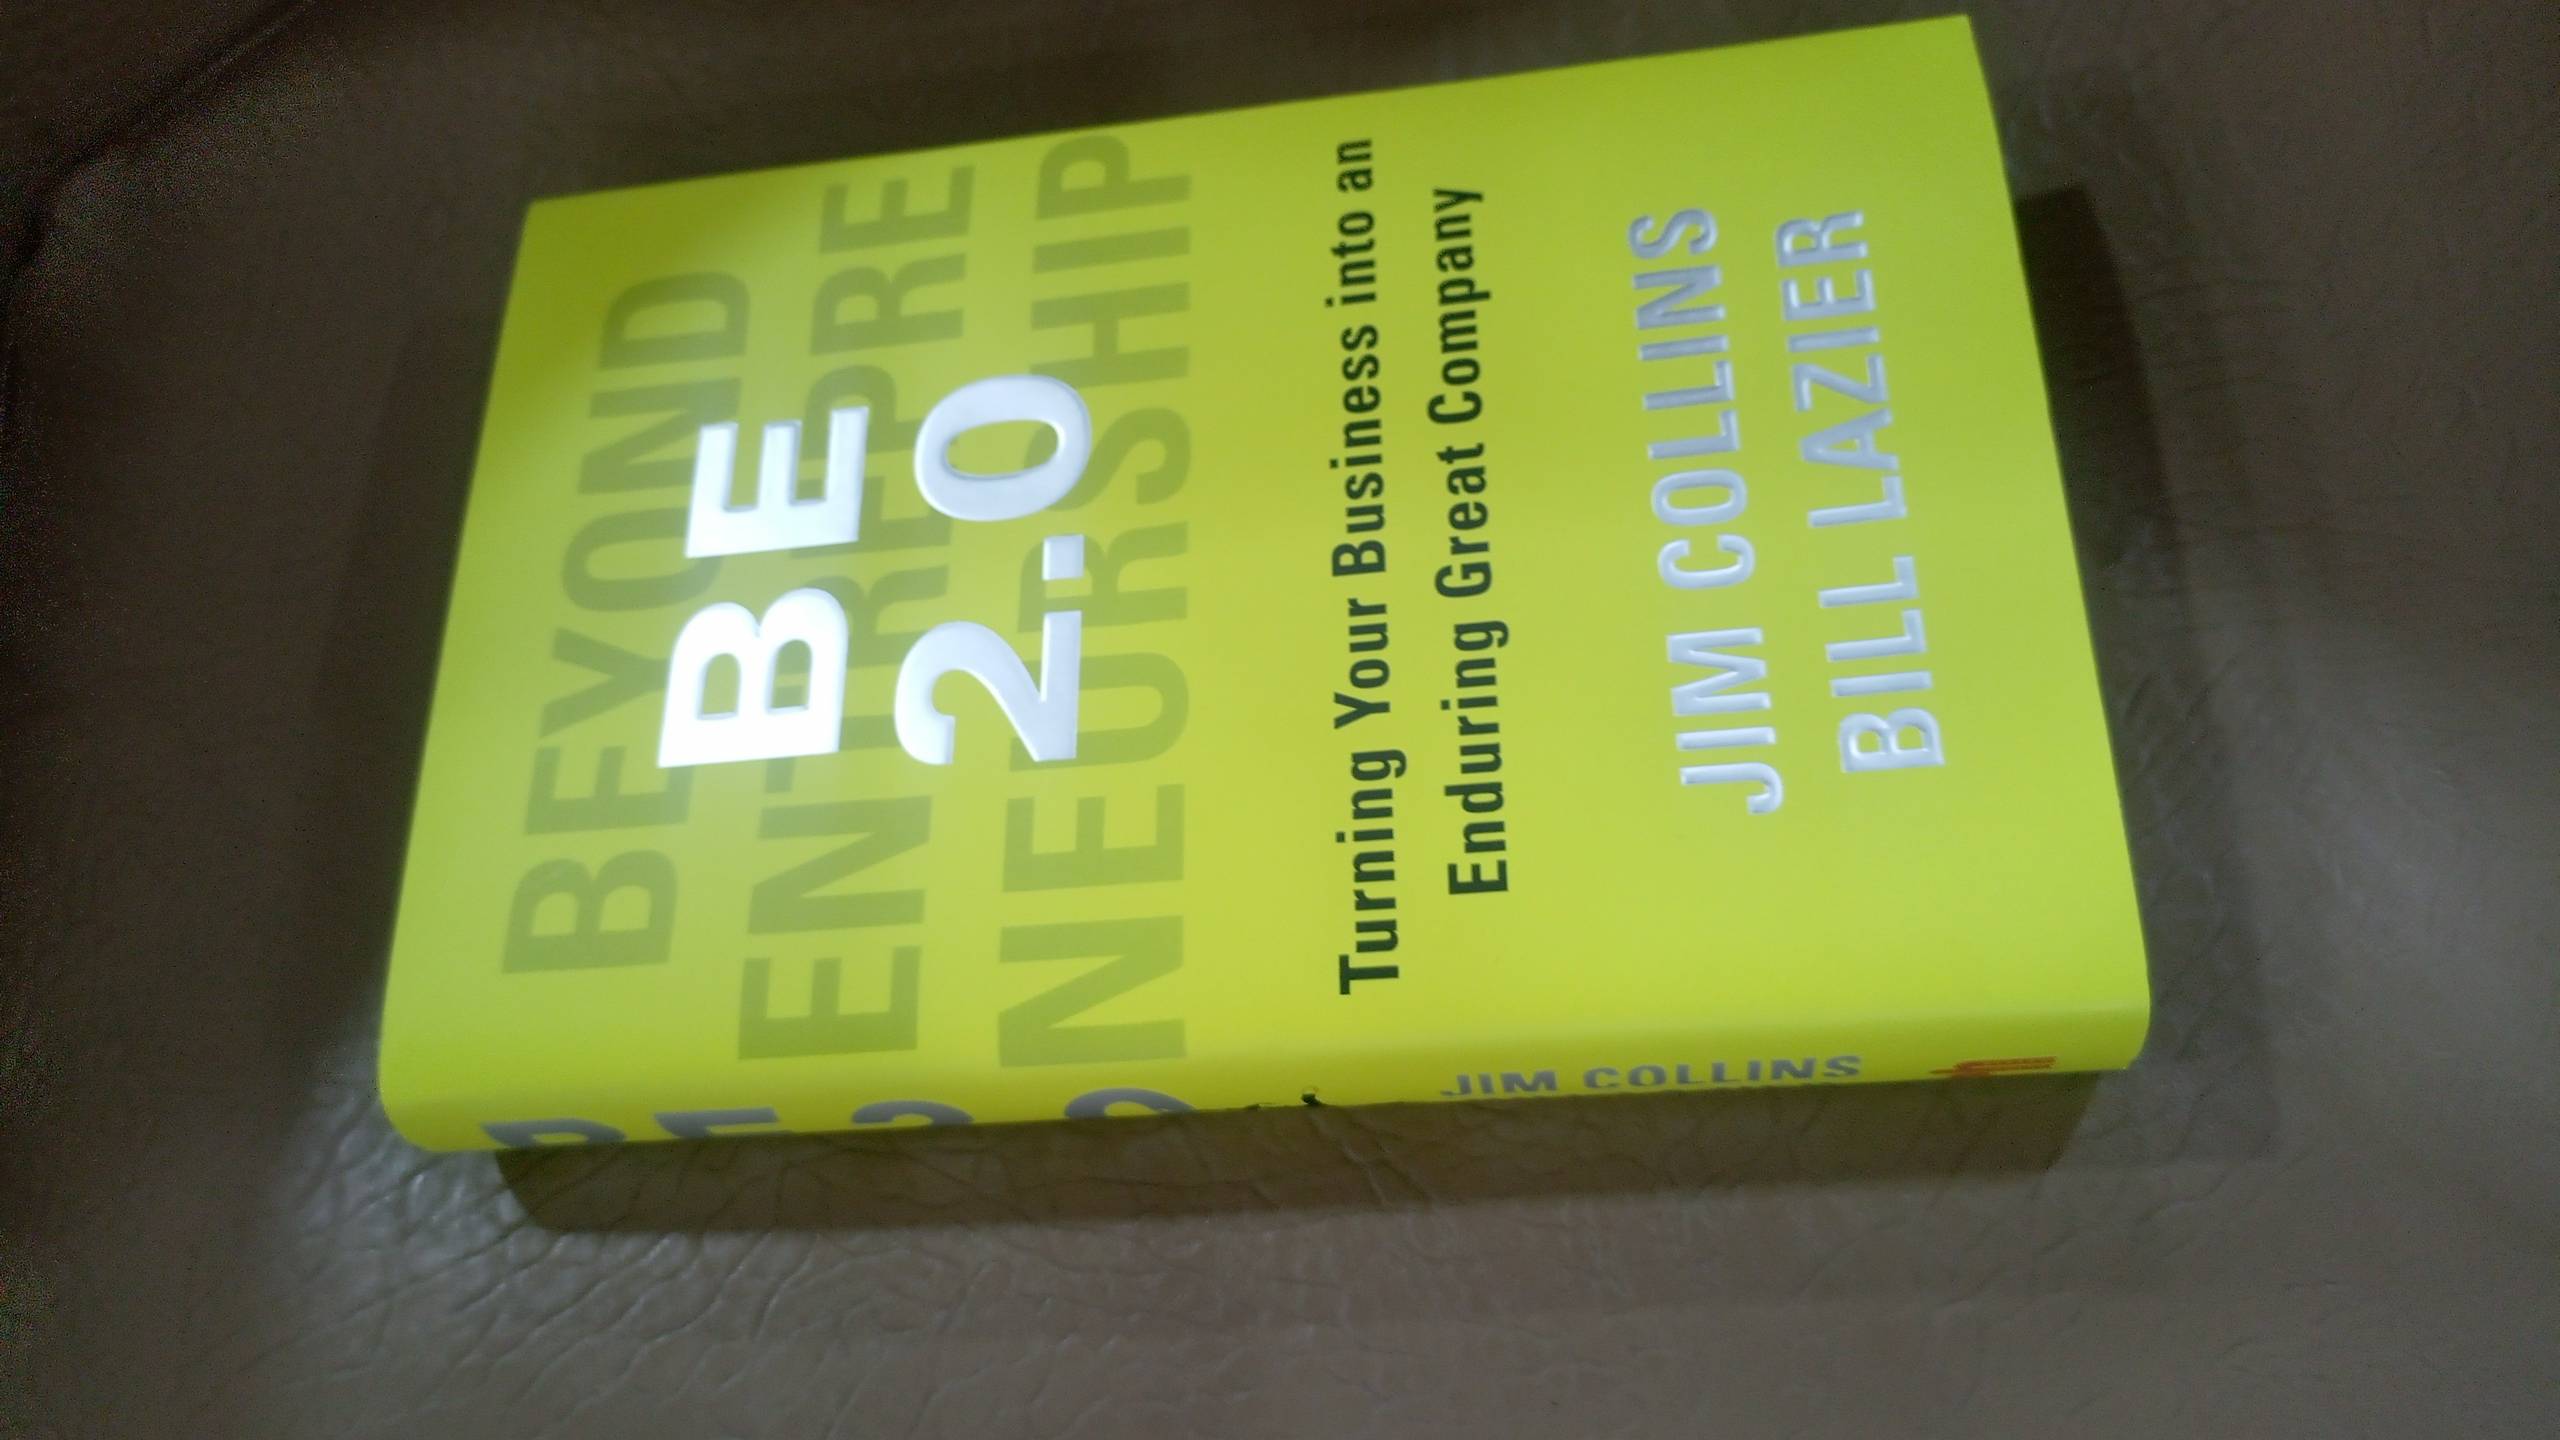 BEYOND
ENTREPRE
NEURSHIP
BE
2.0
Turning Your Business into an
Enduring Great Company
JIM COLLINS
BILL LAZIER
JIM COLLINS